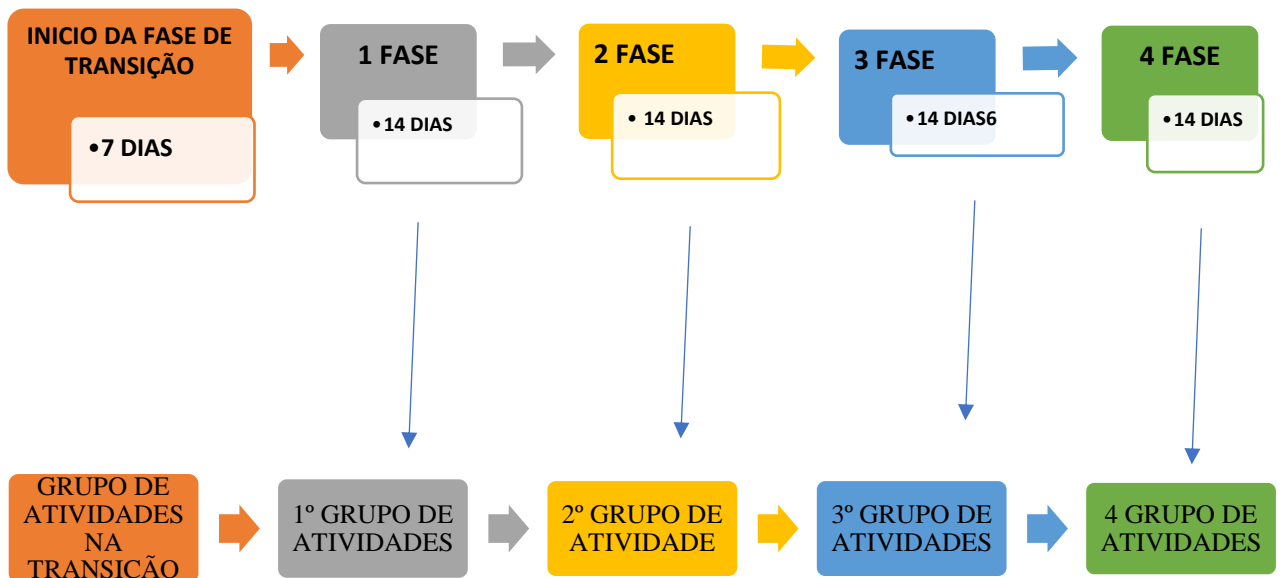 INICIO DA FASE DE
TRANSIÇÃO
•7 DIAS
1 FASE
• 14 DIAS
2 FASE
• 14 DIAS
3 FASE
• 14 DIAS6
4 FASE
• 14 DIAS
GRUPO DE
ATIVIDADES
NA
TRANSICÃO
1º GRUPO DE
ATIVIDADES
2º GRUPO DE
ATIVIDADE
3º GRUPO DE
ATIVIDADES
4 GRUPO DE
ATIVIDADES